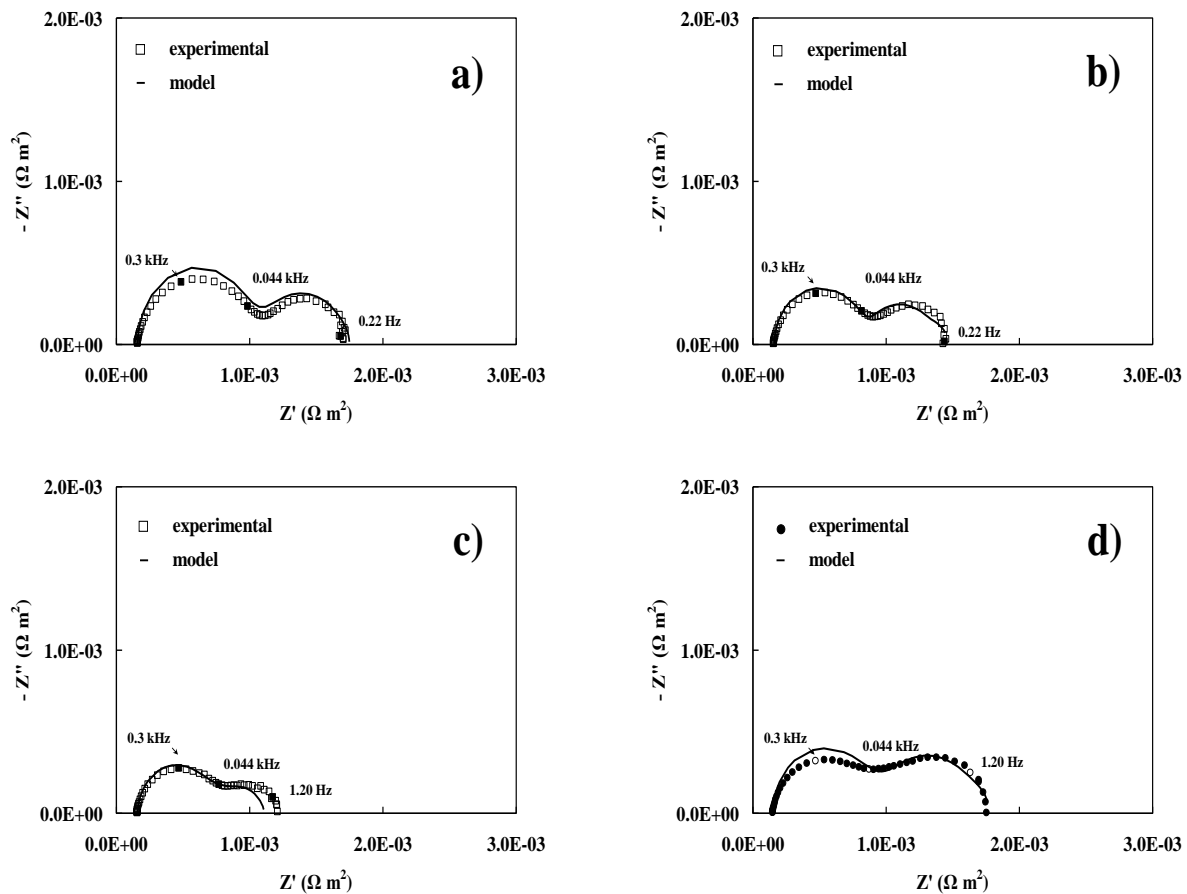 2.0E-03
experimental
model
a)
- Z'' (Ω m²)
1.0E-03
0.3 kHz
0.044 kHz
0.22 Hz
0.0E+00
0.0E+00 1.0E-03 2.0E-03 3.0E-03
Z' (Ω m²)
2.0E-03
experimental
model
b)
- Z'' (Ω m²)
1.0E-03
0.3 kHz
0.044 kHz
0.22 Hz
0.0E+00
0.0E+00 1.0E-03 2.0E-03 3.0E-03
Z' (Ω m²)
2.0E-03
experimental
model
c)
- Z'' (Ω m²)
1.0E-03
0.3 kHz
0.044 kHz
1.20 Hz
0.0E+00
0.0E+00 1.0E-03 2.0E-03 3.0E-03
Z' (Ω m²)
2.0E-03
experimental
model
d)
- Z'' (Ω m²)
1.0E-03
0.3 kHz
0.044 kHz
1.20 Hz
0.0E+00
0.0E+00 1.0E-03 2.0E-03 3.0E-03
Z' (Ω m²)